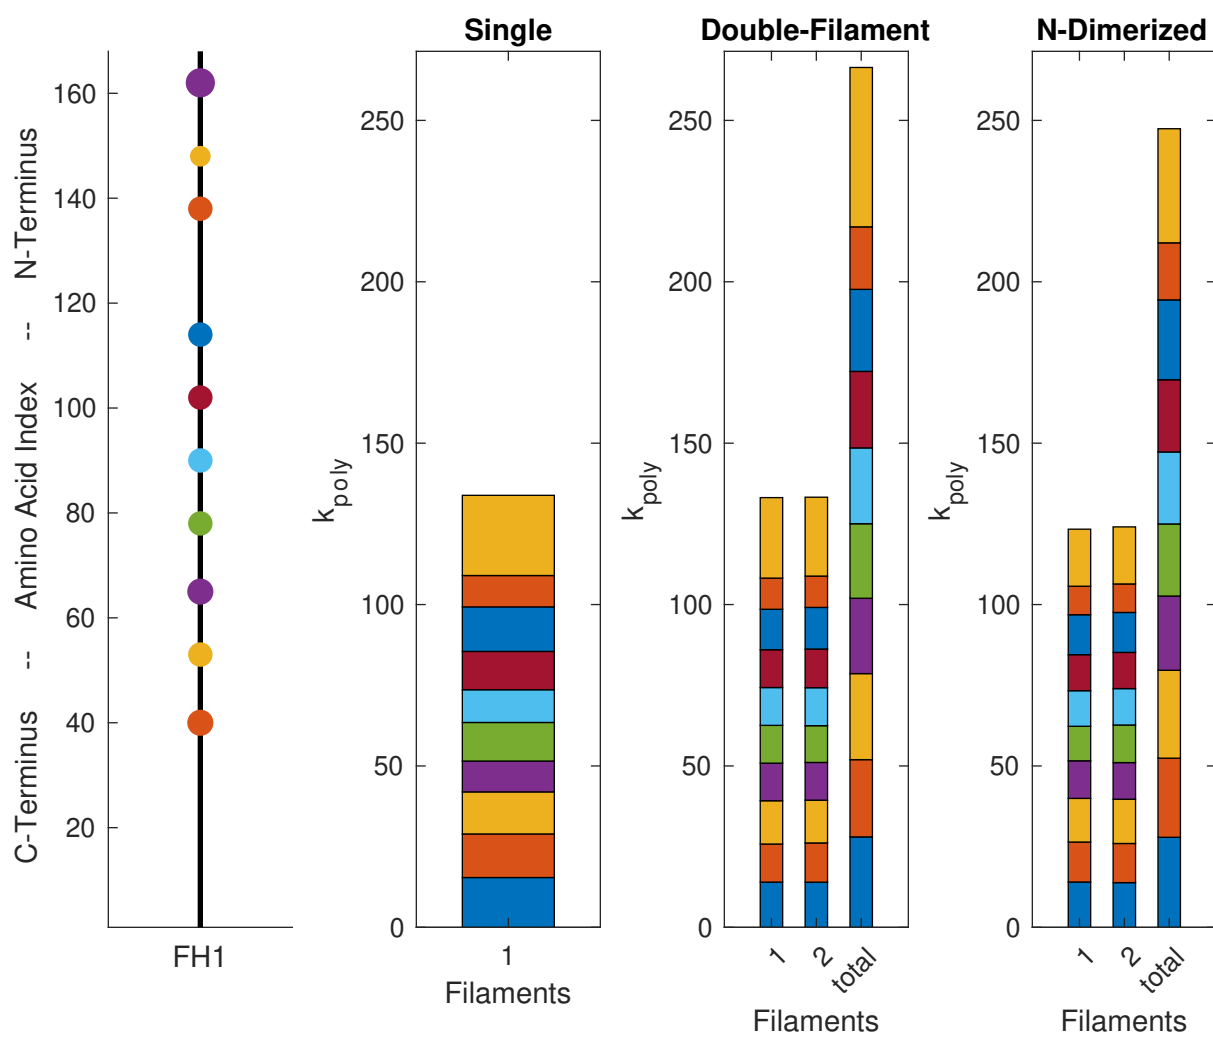 Single
Double-Filament
N-Dimerized
C-Terminus -- Amino Acid Index -- N-Terminus
160
140
120
100
80
60
40
20
FH1
k_poly
250
200
150
100
50
0
1
Filaments
k_poly
250
200
150
100
50
0
1
2
total
Filaments
k_poly
250
200
150
100
50
0
1
2
total
Filaments